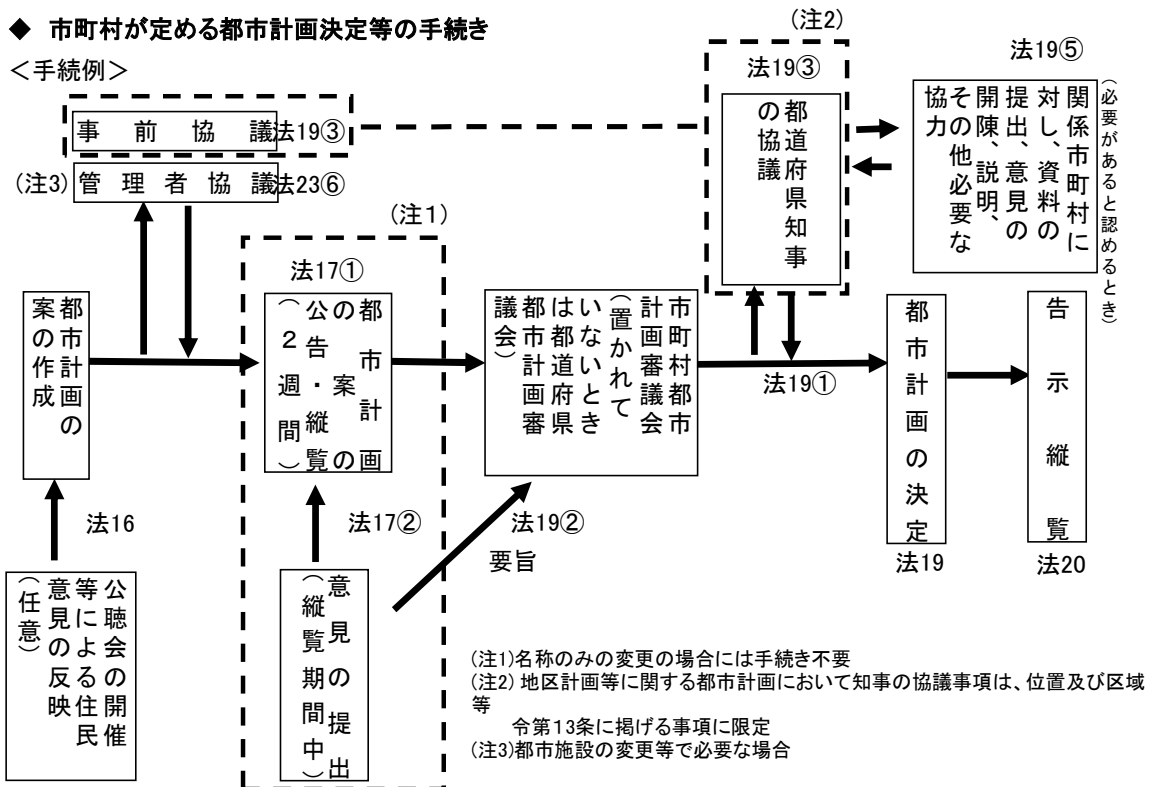 ◆ 市町村が定める都市計画決定等の手続き
＜手続例＞
事前協議
法19③
(注3)
管理者協議
法23⑥
(注1)
(注2)
法19③
都道府県知事
の協議
法19⑤
関係市町村に
対し、資料の
提出、意見の
開陳、説明、
その他必要な
協力
（必要があると認めるとき）
都市計画の
案の作成
法17①
都市計画
の案の
公告・縦覧
（2週間）
市町村都市
計画審議会
（置かれて
いないとき
は都道府県
都市計画審
議会）
法19①
都市計画の決定
法19
告示縦覧
法20
法16
公聴会の開催
等による住民
意見の反映
（任意）
法17②
意見の提出
（縦覧期間中）
法19②
要旨
(注1)名称のみの変更の場合には手続き不要
(注2) 地区計画等に関する都市計画において知事の協議事項は、位置及び区域
等
令第13条に掲げる事項に限定
(注3)都市施設の変更等で必要な場合